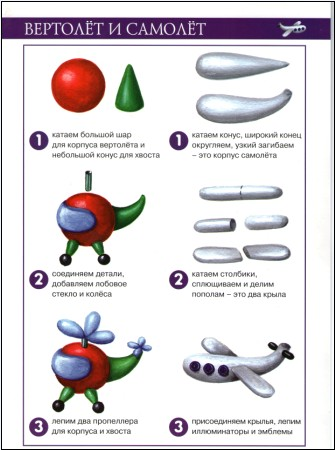 ВЕРТОЛЁТ И САМОЛЁТ
1 катаем большой шар
для корпуса вертолёта и
небольшой конус для хвоста
1 катаем конус, широкий конец
округляем, узкий загибаем
– это корпус самолёта
2 соединяем детали,
добавляем лобовое
стекло и колёса
2 катаем столбики,
сплющиваем и делим
пополам – это два крыла
3 лепим два пропеллера
для корпуса и хвоста
3 присоединяем крылья, лепим
иллюминаторы и эмблемы